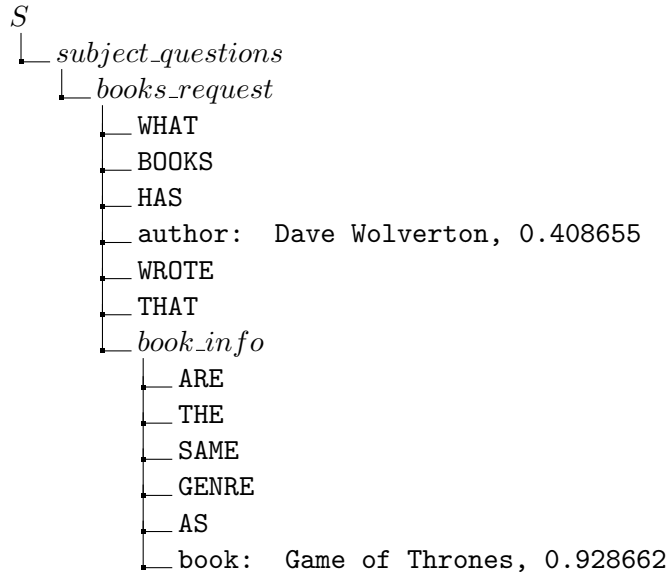 S
subject_questions
books_request
WHAT
BOOKS
HAS
author: Dave Wolverton, 0.408655
WROTE
THAT
book_info
ARE
THE
SAME
GENRE
AS
book: Game of Thrones, 0.928662